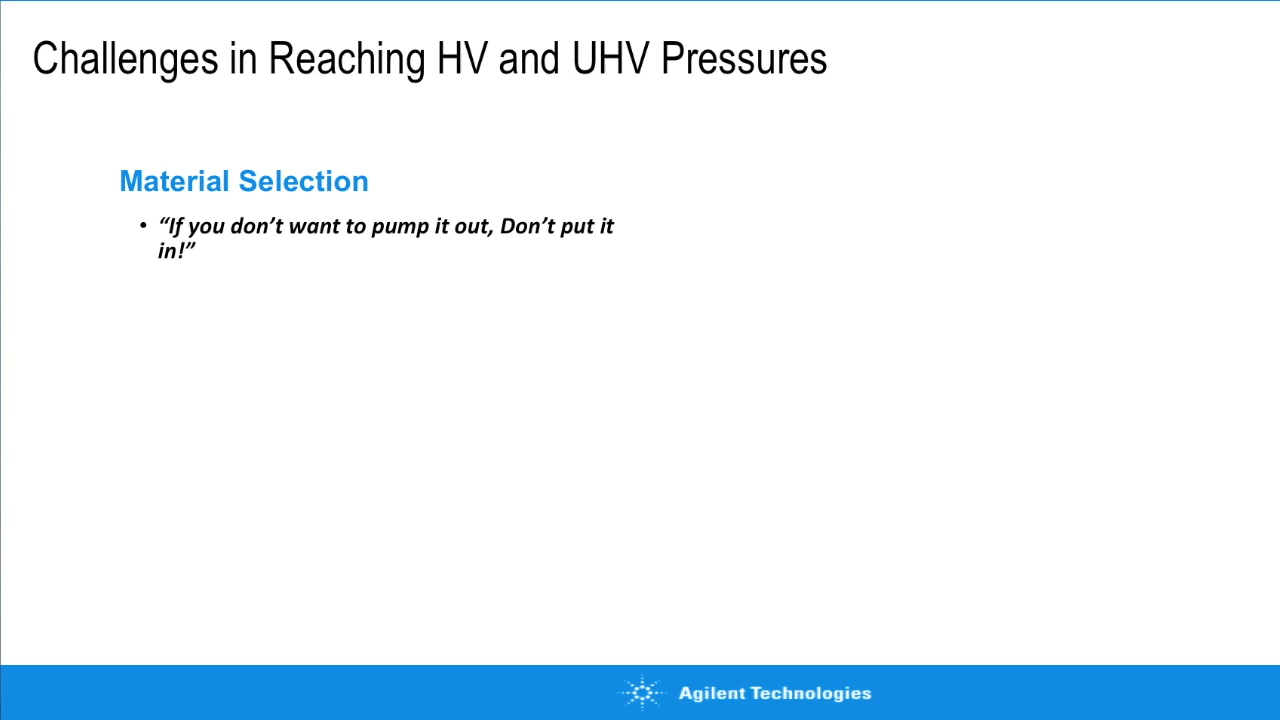 Challenges in Reaching HV and UHV Pressures
Material Selection
• “If you don’t want to pump it out, Don’t put it
in!”
Agilent Technologies